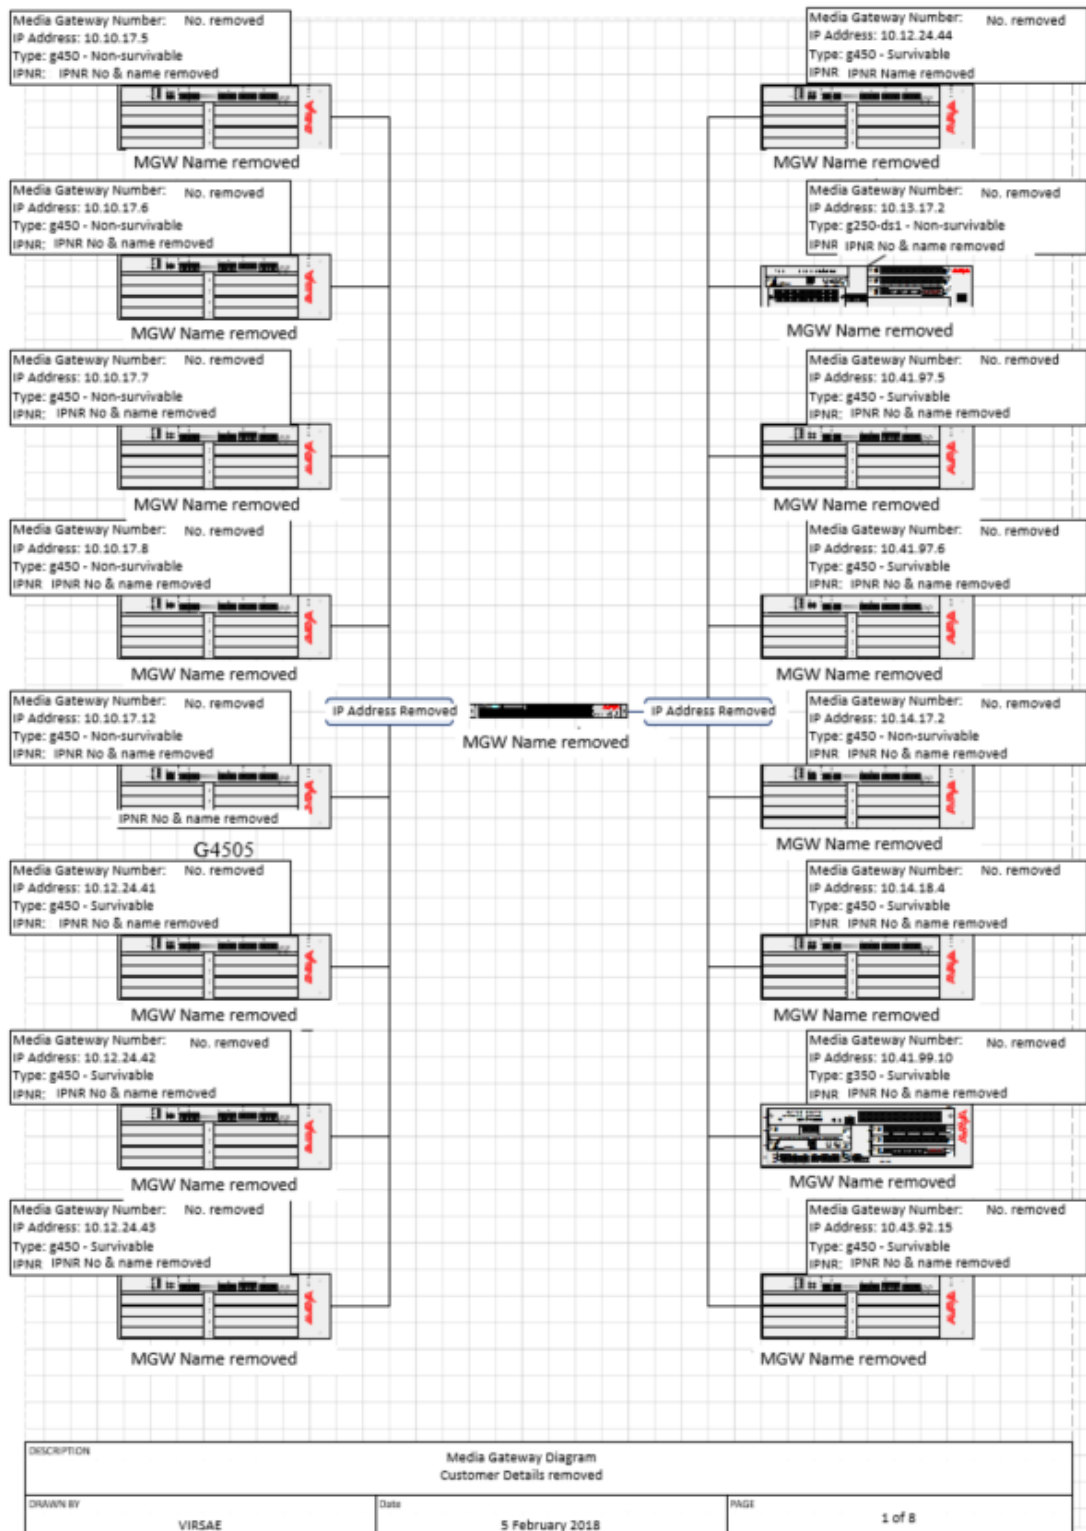 Media Gateway Number: No. removed
IP Address: 10.10.17.5
Type: g450 - Non-survivable
IPNR: IPNR No & name removed
MGW Name removed
Media Gateway Number: No. removed
IP Address: 10.10.17.6
Type: g450 - Non-survivable
IPNR: IPNR No & name removed
MGW Name removed
Media Gateway Number: No. removed
IP Address: 10.10.17.7
Type: g450 - Non-survivable
IPNR: IPNR No & name removed
MGW Name removed
Media Gateway Number: No. removed
IP Address: 10.10.17.8
Type: g450 - Non-survivable
IPNR IPNR No & name removed
MGW Name removed
Media Gateway Number: No. removed
IP Address: 10.10.17.12
Type: g450 - Non-survivable
IPNR: IPNR No & name removed
IPNR No & name removed
G4505
Media Gateway Number: No. removed
IP Address: 10.12.24.41
Type: g450 - Survivable
IPNR: IPNR No & name removed
MGW Name removed
Media Gateway Number: No. removed
IP Address: 10.12.24.42
Type: g450 - Survivable
IPNR: IPNR No & name removed
MGW Name removed
Media Gateway Number: No. removed
IP Address: 10.12.24.43
Type: g450 - Survivable
IPNR IPNR No & name removed
MGW Name removed
IP Address Removed
MGW Name removed
IP Address Removed
Media Gateway Number: No. removed
IP Address: 10.12.24.44
Type: g450 - Survivable
IPNR IPNR Name removed
MGW Name removed
Media Gateway Number: No. removed
IP Address: 10.13.17.2
Type: g250-ds1 - Non-survivable
IPNR IPNR No & name removed
MGW Name removed
Media Gateway Number: No. removed
IP Address: 10.41.97.5
Type: g450 - Survivable
IPNR: IPNR No & name removed
MGW Name removed
Media Gateway Number: No. removed
IP Address: 10.41.97.6
Type: g450 - Survivable
IPNR: IPNR No & name removed
MGW Name removed
Media Gateway Number: No. removed
IP Address: 10.14.17.2
Type: g450 - Non-survivable
IPNR IPNR No & name removed
MGW Name removed
Media Gateway Number: No. removed
IP Address: 10.14.18.4
Type: g450 - Survivable
IPNR: IPNR No & name removed
MGW Name removed
Media Gateway Number: No. removed
IP Address: 10.41.99.10
Type: g350 - Survivable
IPNR IPNR No & name removed
MGW Name removed
Media Gateway Number: No. removed
IP Address: 10.43.92.15
Type: g450 - Survivable
IPNR: IPNR No & name removed
MGW Name removed
DESCRIPTION
Media Gateway Diagram
Customer Details removed
DRAWN BY
VIRSAE
Date
5 February 2018
PAGE
1 of 8